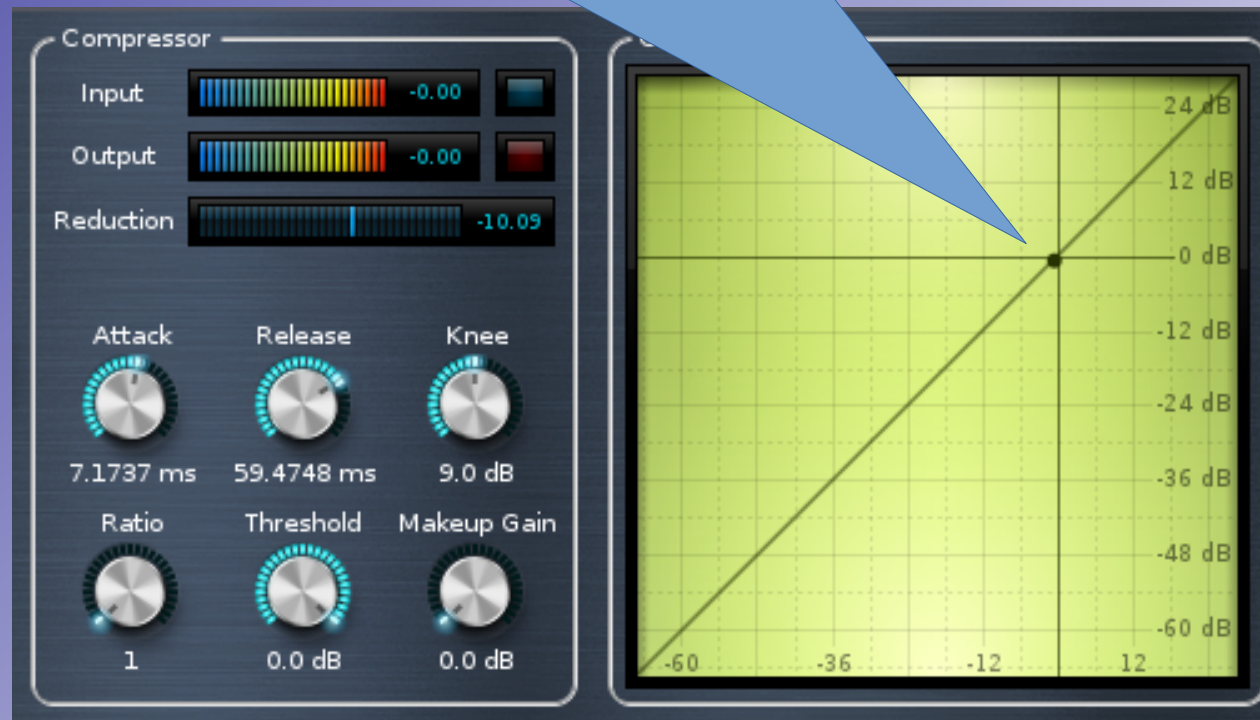 Compressor
Input -0.00
Output -0.00
Reduction -10.09
Attack Release Knee
7.1737 ms 59.4748 ms 9.0 dB
Ratio Threshold Makeup Gain
1 0.0 dB 0.0 dB
24 dB
12 dB
0 dB
-12 dB
-24 dB
-36 dB
-48 dB
-60 dB
-60 -36 -12 12